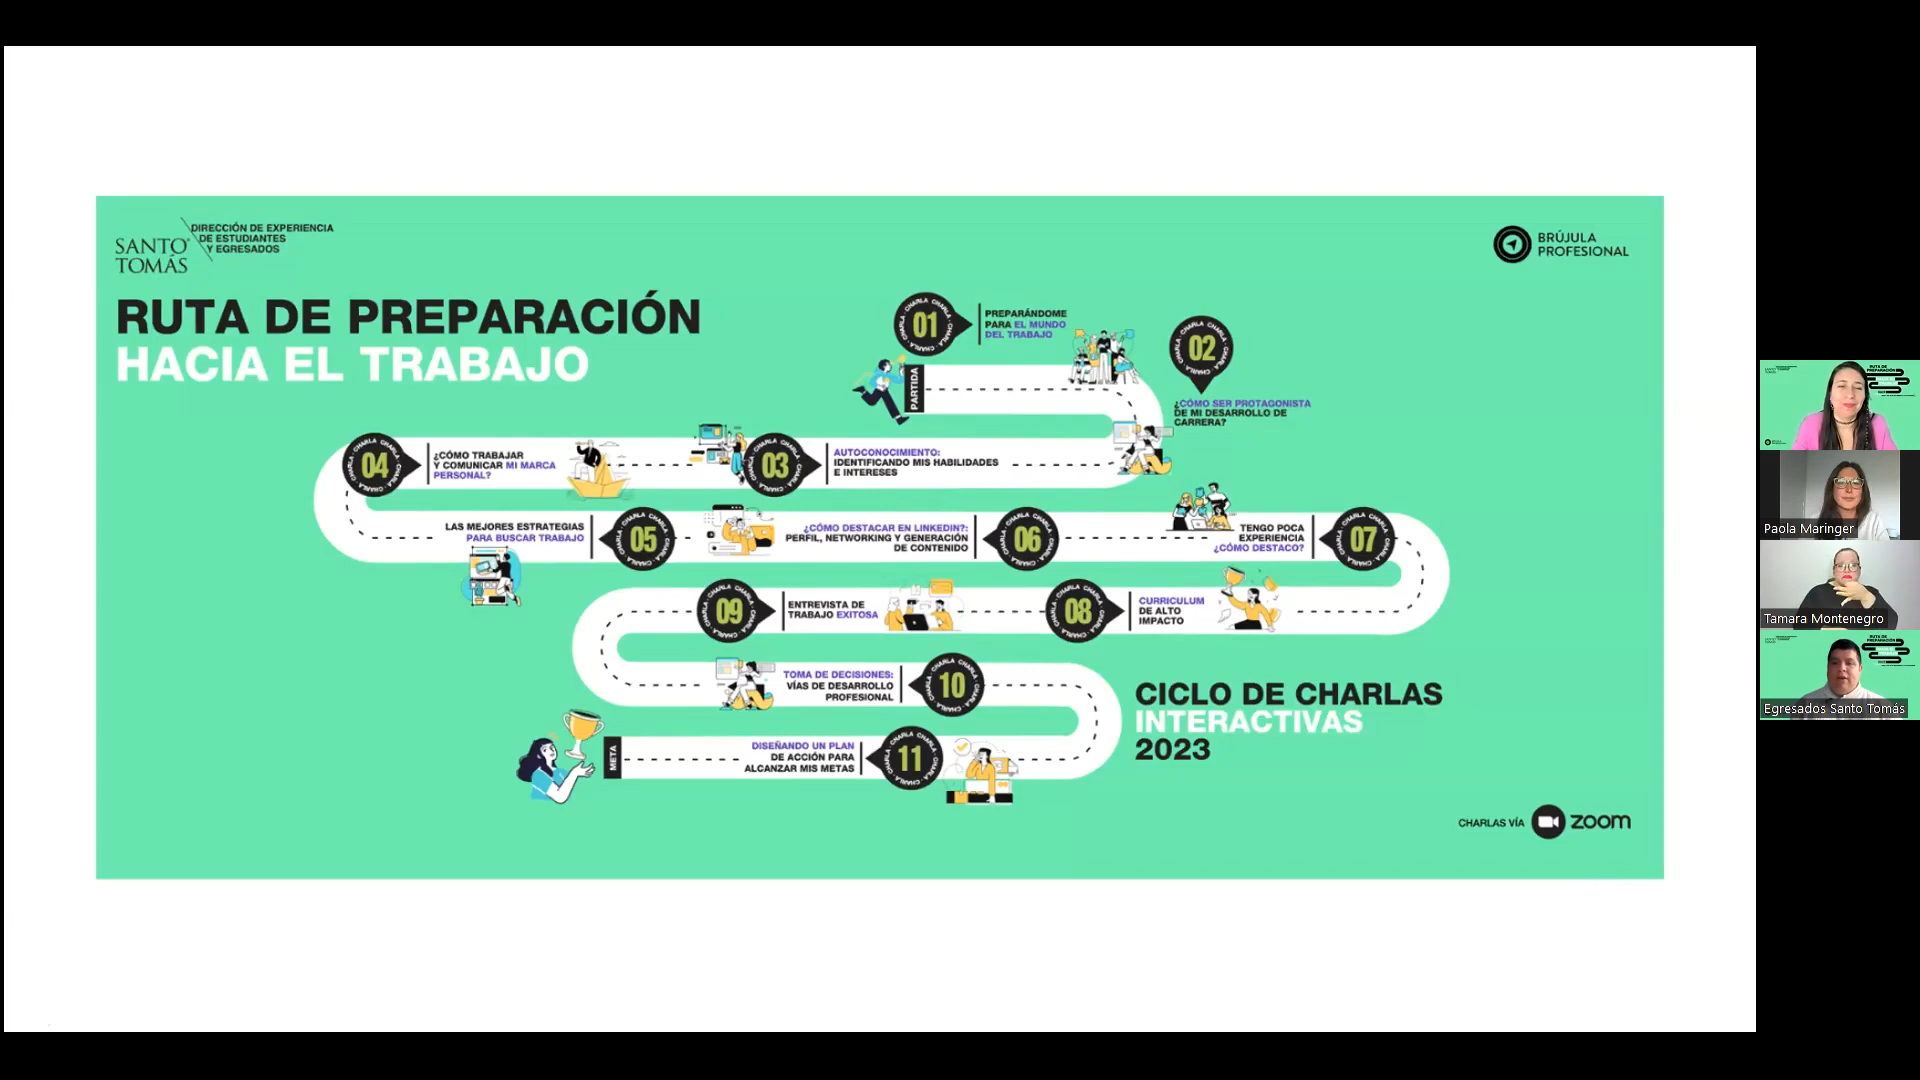 SANTO
TOMÁS
DIRECCIÓN DE EXPERIENCIA
DE ESTUDIANTES
Y EGRESADOS
BRÚJULA
PROFESIONAL
RUTA DE PREPARACIÓN
HACIA EL TRABAJO
PARTIDA
01
PREPARÁNDOME
PARA EL MUNDO
DEL TRABAJO
02
¿CÓMO SER PROTAGONISTA
DE MI DESARROLLO DE
CARRERA?
03
AUTOCONOCIMIENTO:
IDENTIFICANDO MIS HABILIDADES
E INTERESES
04
¿CÓMO TRABAJAR
Y COMUNICAR MI MARCA
PERSONAL?
LAS MEJORES ESTRATEGIAS
PARA BUSCAR TRABAJO
05
¿CÓMO DESTACAR EN LINKEDIN?:
PERFIL, NETWORKING Y GENERACIÓN
DE CONTENIDO
06
TENGO POCA
EXPERIENCIA
¿CÓMO DESTACO?
07
08
CURRICULUM
DE ALTO
IMPACTO
09
ENTREVISTA DE
TRABAJO EXITOSA
TOMA DE DECISIONES:
VÍAS DE DESARROLLO
PROFESIONAL
10
DISEÑANDO UN PLAN
DE ACCIÓN PARA
ALCANZAR MIS METAS
11
META
CICLO DE CHARLAS
INTERACTIVAS
2023
CHARLAS VÍA zoom
Paola Maringer
Tamara Montenegro
Egresados Santo Tomás